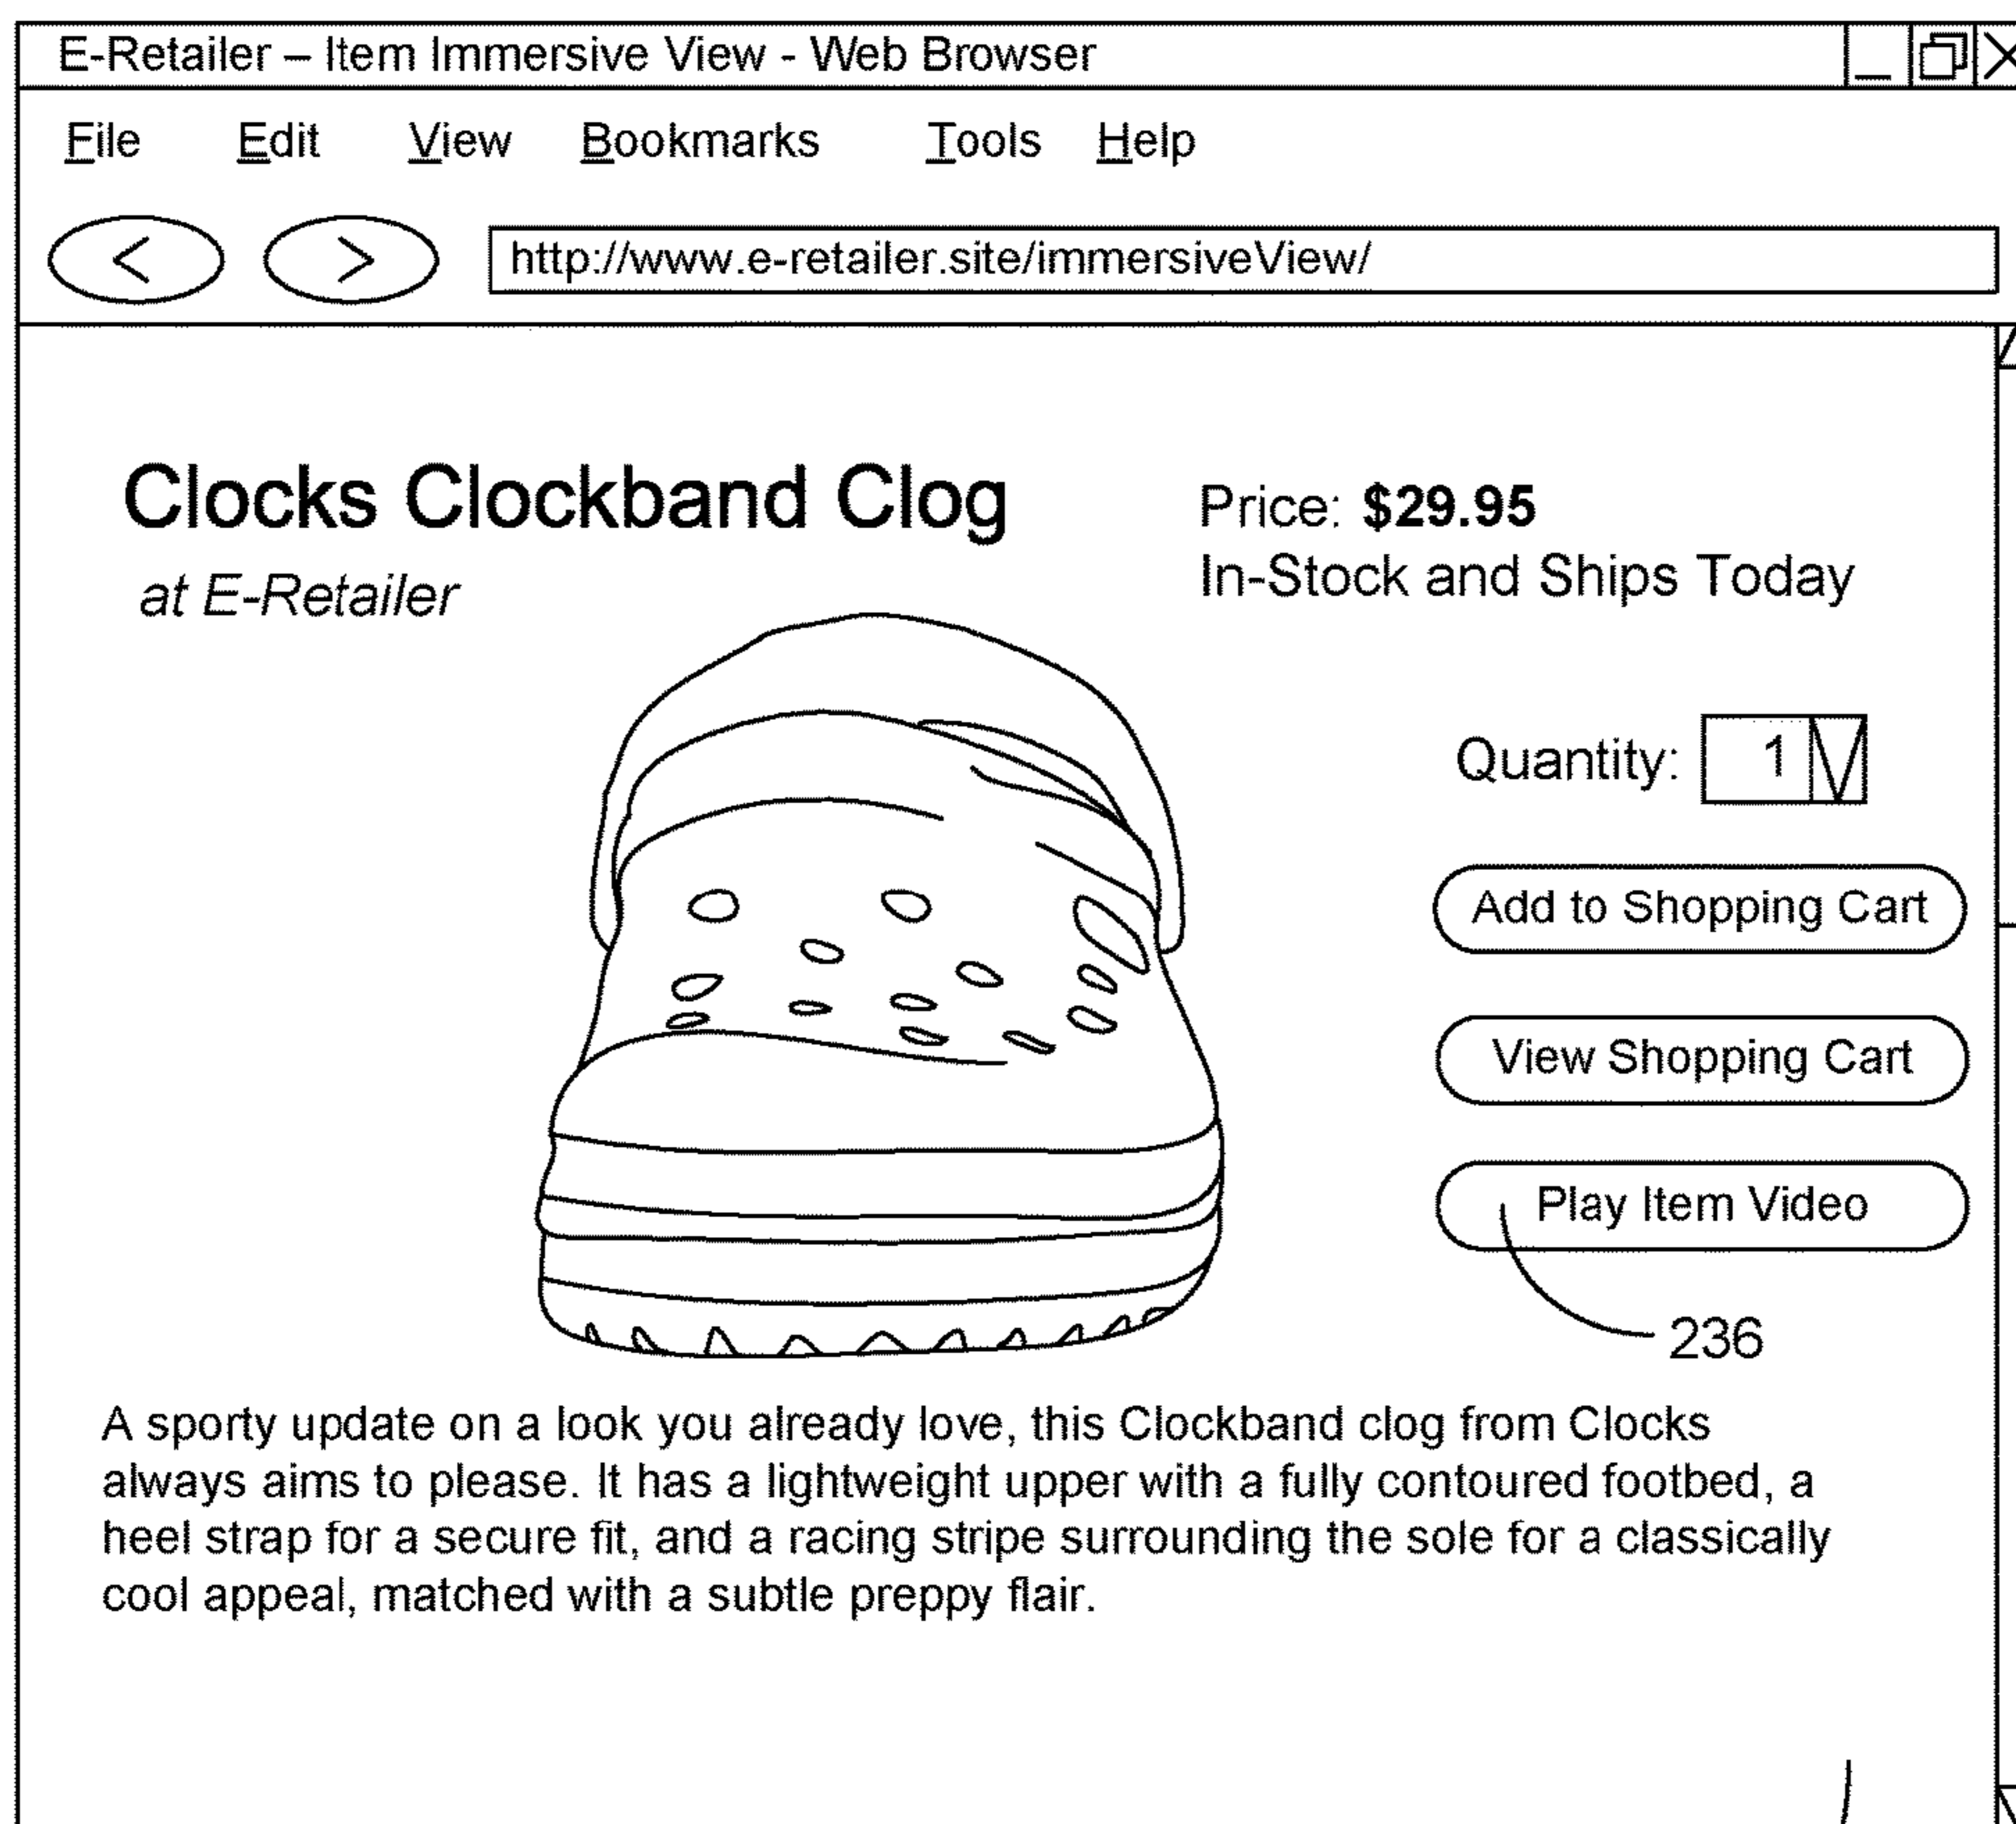 E-Retailer – Item Immersive View - Web Browser
File Edit View Bookmarks Tools Help
< > http://www.e-retailer.site/immersiveView/
Clocks Clockband Clog
at E-Retailer
Price: $29.95
In-Stock and Ships Today
Quantity: 1
Add to Shopping Cart
View Shopping Cart
Play Item Video
236
A sporty update on a look you already love, this Clockband clog from Clocks
always aims to please. It has a lightweight upper with a fully contoured footbed, a
heel strap for a secure fit, and a racing stripe surrounding the sole for a classically
cool appeal, matched with a subtle preppy flair.